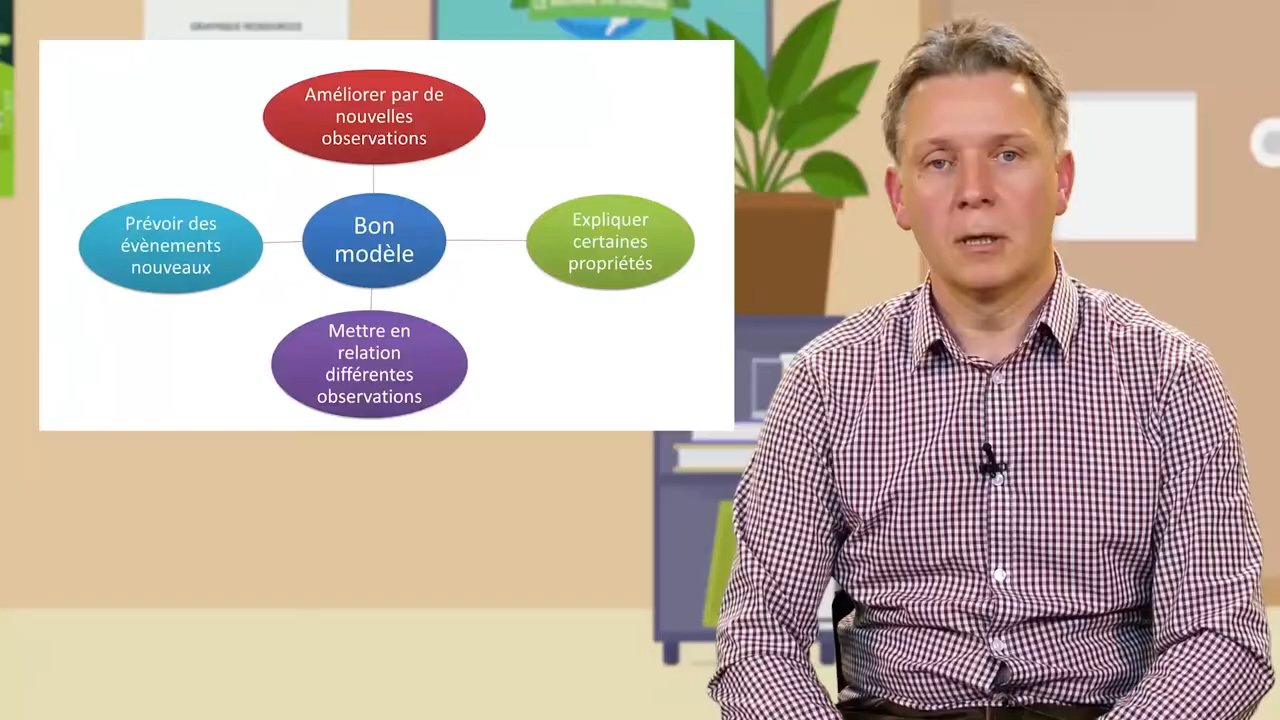 Améliorer par de
nouvelles
observations
Prévoir des
évènements
nouveaux
Bon
modèle
Expliquer
certaines
propriétés
Mettre en
relation
différentes
observations